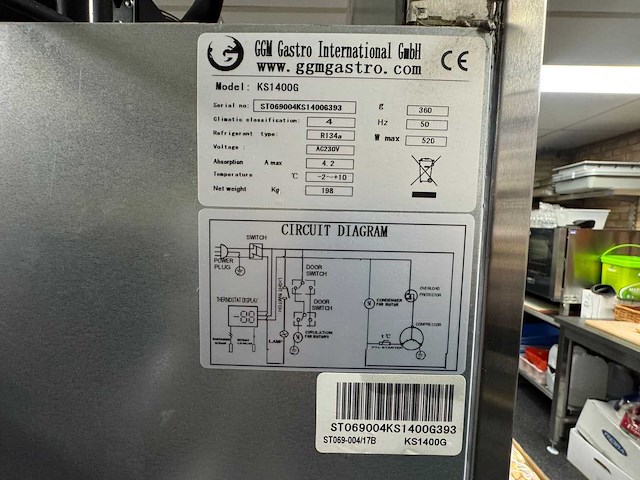 GGM Gastro International GmbH
www.ggmgastro.com
CE
Model: KS1400G
Serial no: ST069004KS1400G393
g 360
Climatic classification: 4
Hz 50
Refrigerant type: R134a
W max 520
Voltage: AC230V
Absorption A max 4.2
Temperature °C -2~+10
Net weight Kg 198
CIRCUIT DIAGRAM
SWITCH
POWER
PLUG
DOOR
SWITCH
THERMOSTAT DISPLAY
DOOR
SWITCH
CONDENSER
FAN MOTOR
OVERLOAD
PROTECTOR
COMPRESSOR
LAMP
CIRCULATION
FAN MOTORS
PTC STARTER
ST069004KS1400G393
ST069-004/17B KS1400G